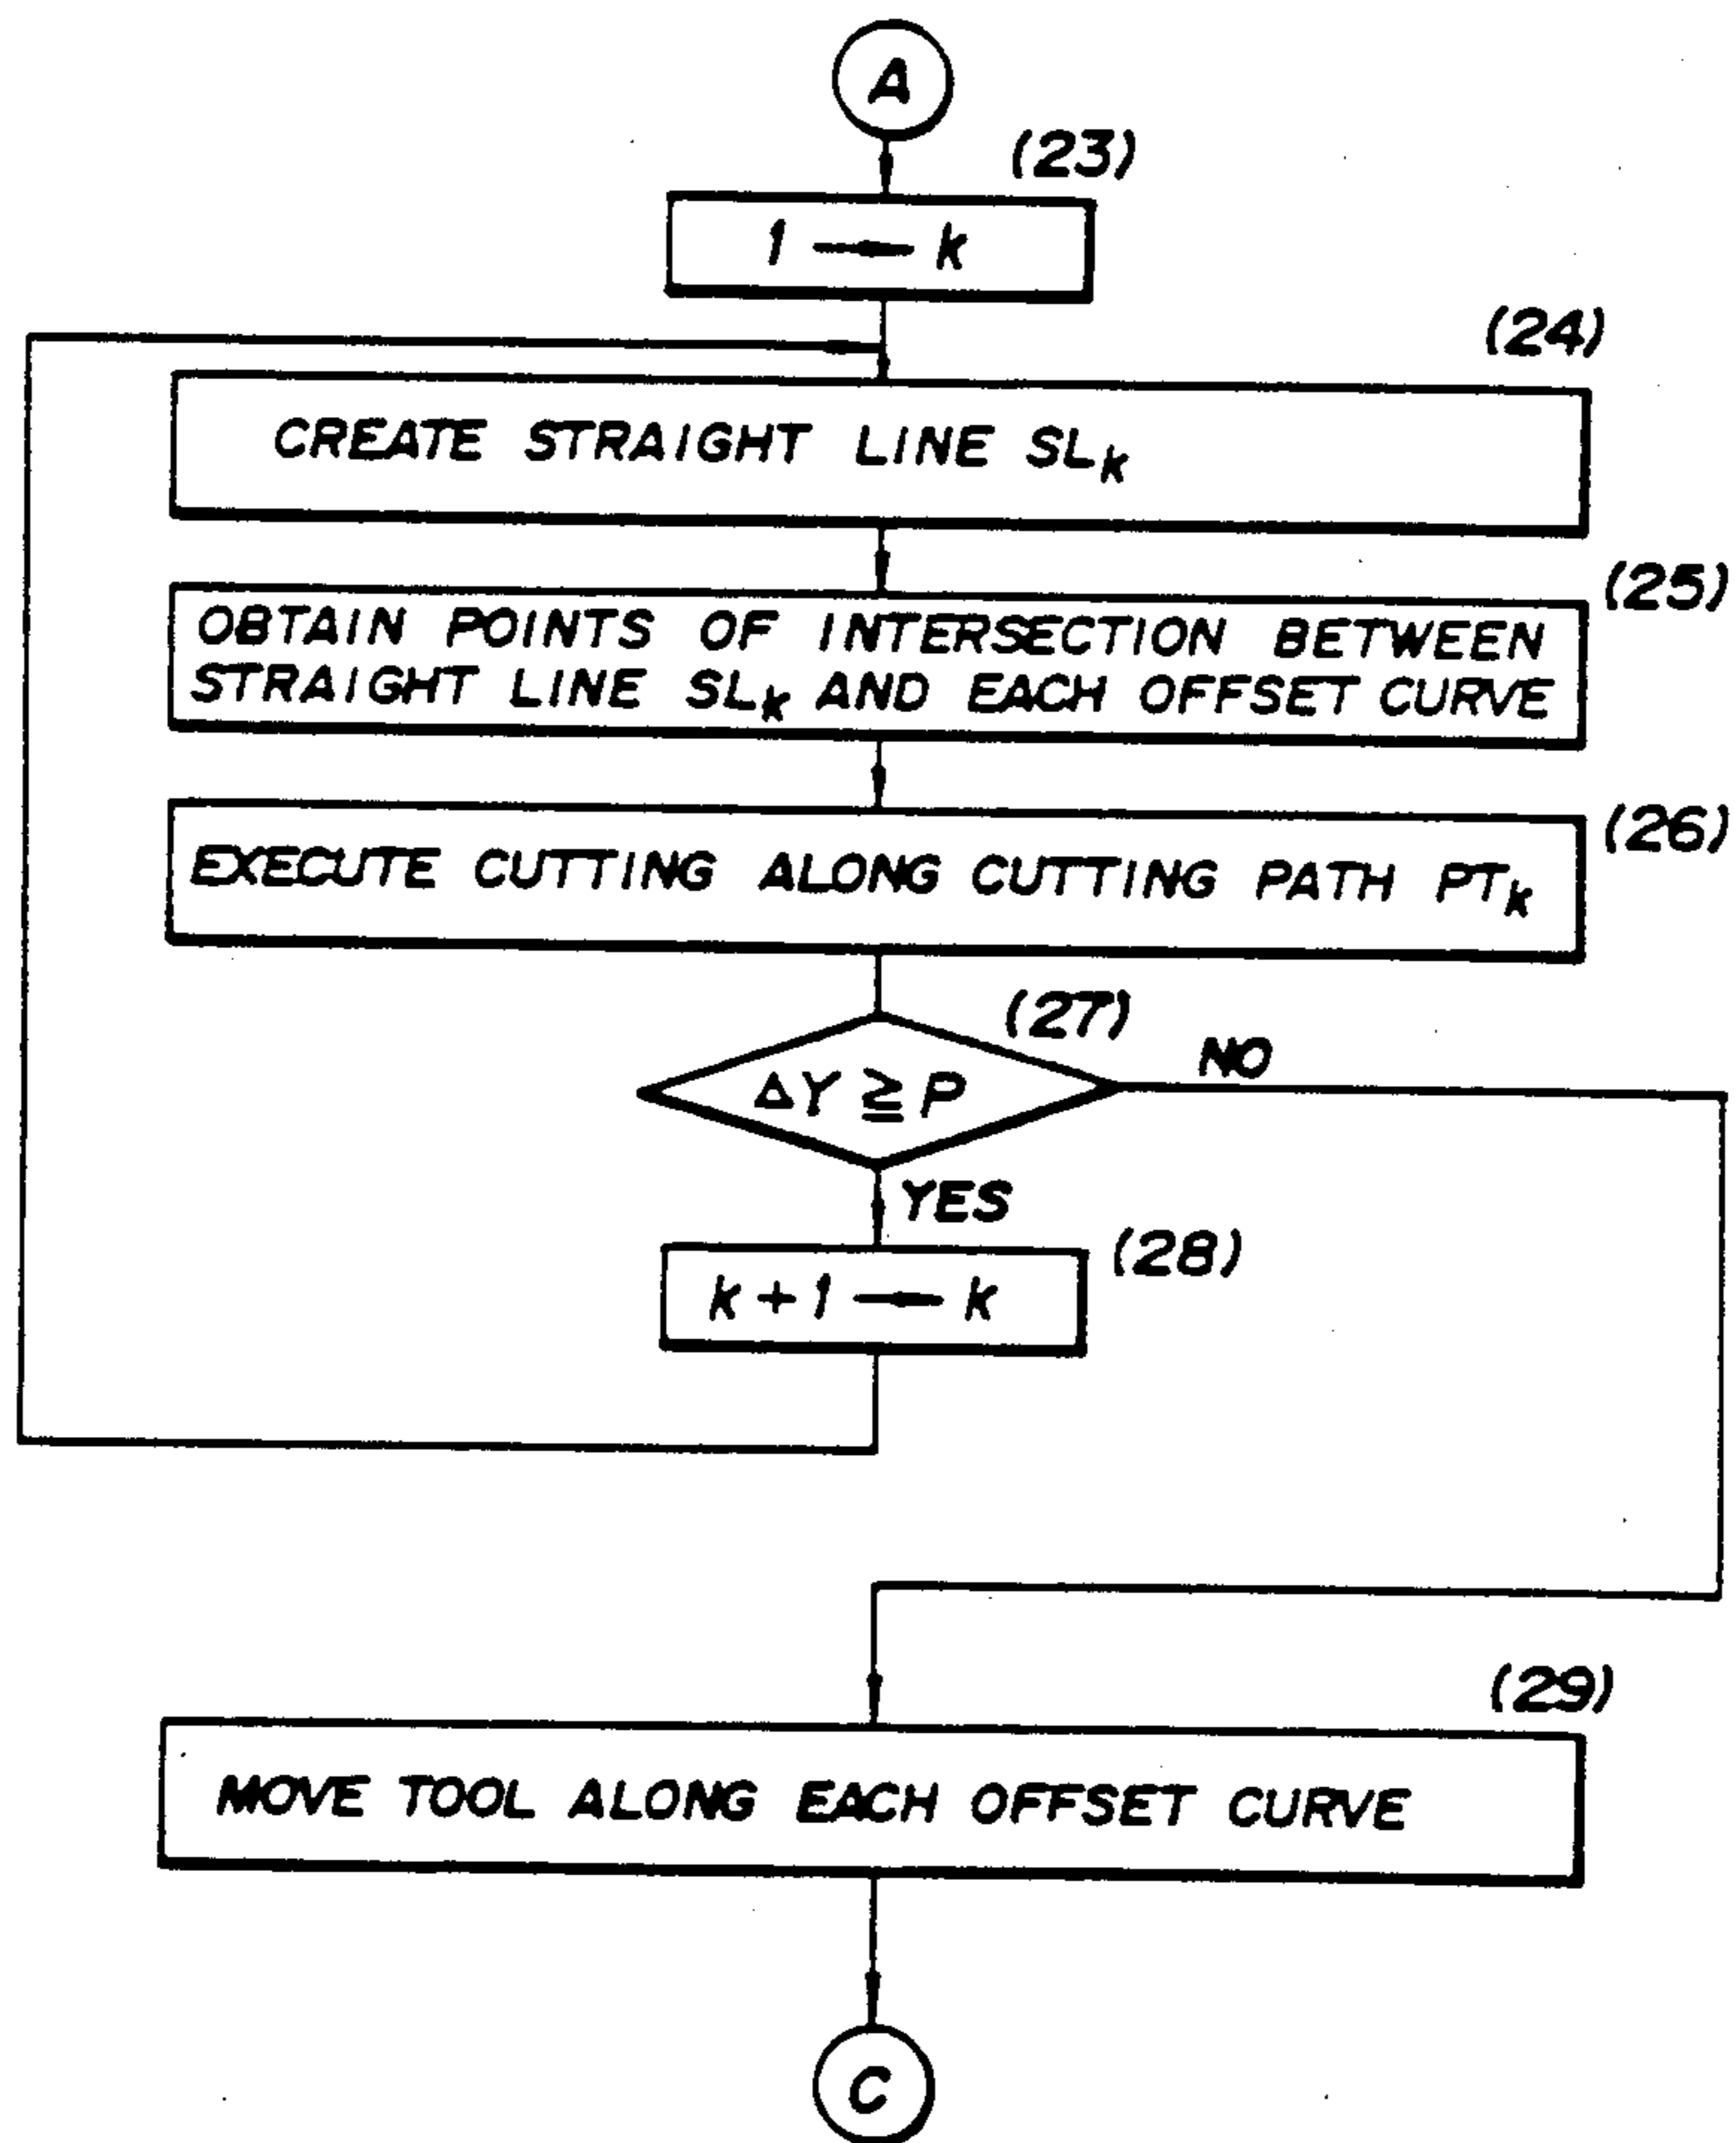 A
(23)
1 → k
(24)
CREATE STRAIGHT LINE SLk
(25)
OBTAIN POINTS OF INTERSECTION BETWEEN
STRAIGHT LINE SLk AND EACH OFFSET CURVE
(26)
EXECUTE CUTTING ALONG CUTTING PATH PTk
(27)
ΔY ≧ P
NO
YES
(28)
k + 1 → k
(29)
MOVE TOOL ALONG EACH OFFSET CURVE
C